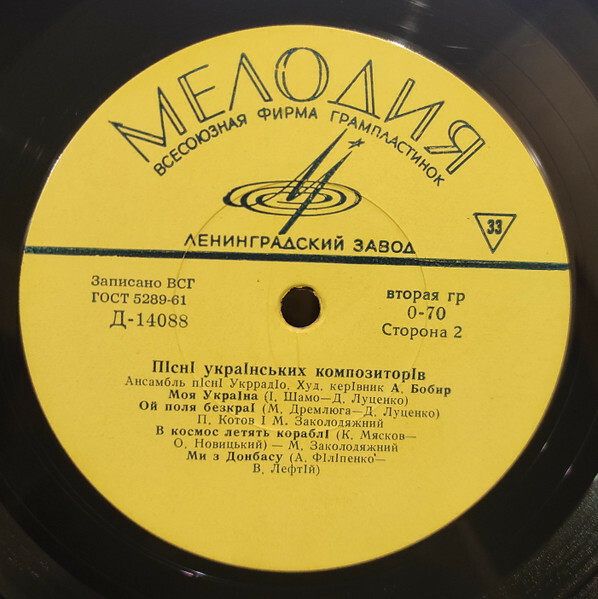 МЕЛОДИЯ
ВСЕСОЮЗНАЯ ФИРМА ГРАМПЛАСТИНОК
ЛЕНИНГРАДСКИЙ ЗАВОД
33
Записано ВСГ
ГОСТ 5289-61
Д-14088
вторая гр
0-70
Сторона 2
ПІснІ украІнських композиторІв
Ансамбль пІснІ Укррадіо, Худ, керІвник А, Бобир
Моя УкраІна (І, Шамо—Д, Луценко)
Ой поля безкраІ (М, Дремлюга—Д, Луценко)
П, Котов І М. Заколодяжний
В космос летять кораблІ (К, Мясков—
О, Новицький) — М, Заколодяжний
Ми з Донбасу (А, ФІлІпенко—
В, ЛефтІй)